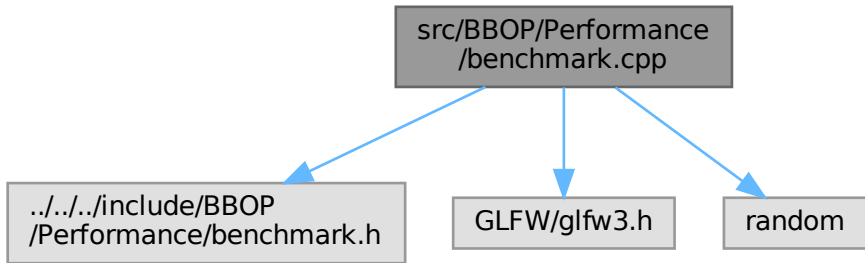 src/BBOP/Performance
/benchmark.cpp
../../../include/BBOP
/Performance/benchmark.h
GLFW/glfw3.h
random